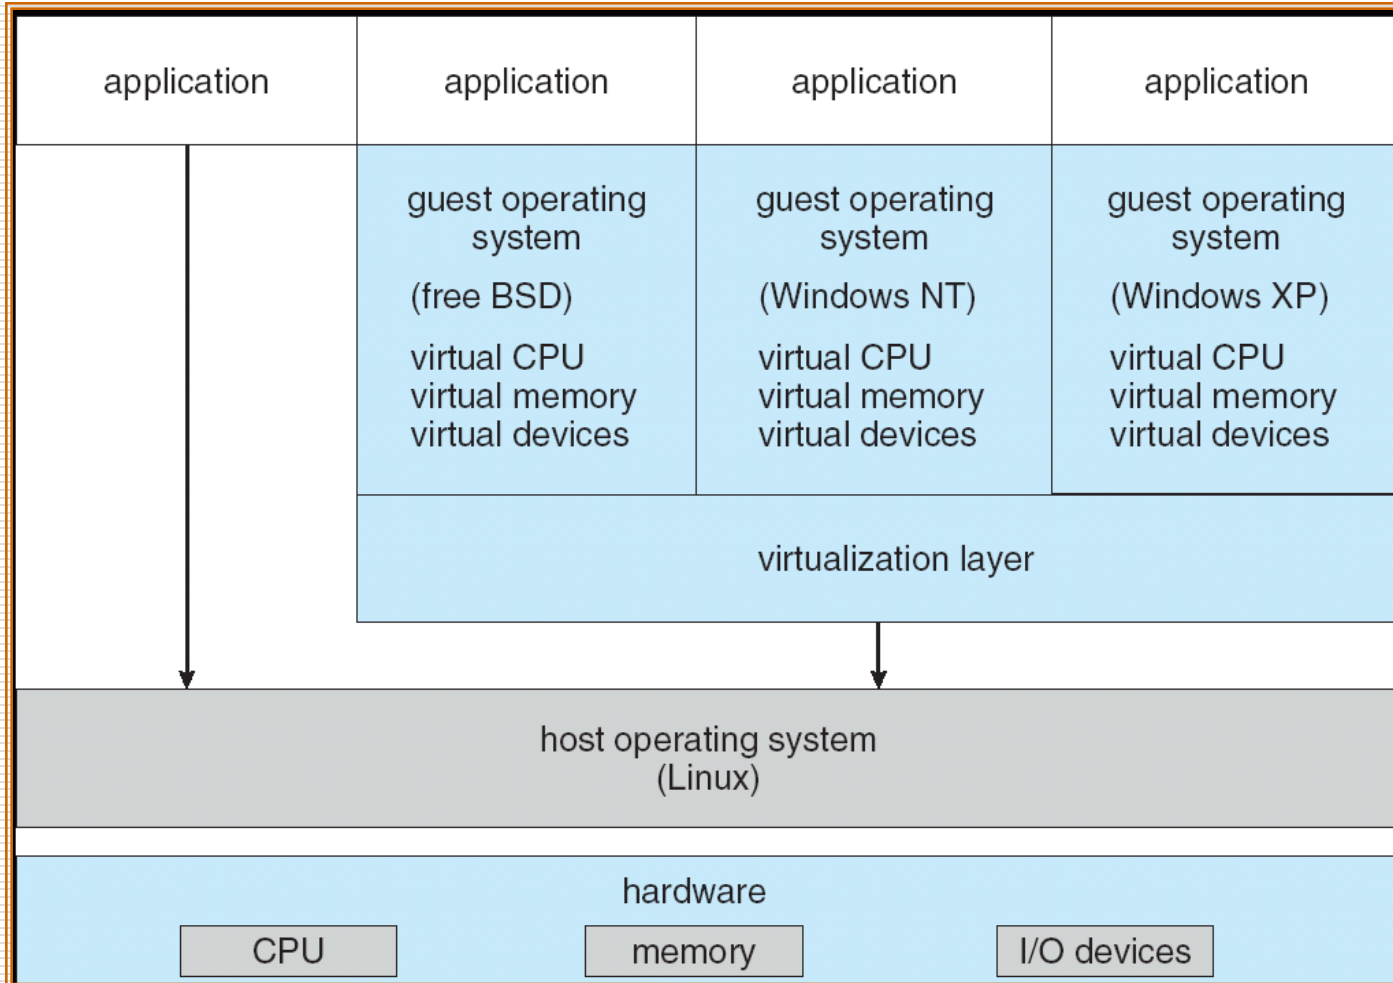 application
application
application
application
guest operating
system
(free BSD)
virtual CPU
virtual memory
virtual devices
guest operating
system
(Windows NT)
virtual CPU
virtual memory
virtual devices
guest operating
system
(Windows XP)
virtual CPU
virtual memory
virtual devices
virtualization layer
host operating system
(Linux)
hardware
CPU
memory
I/O devices